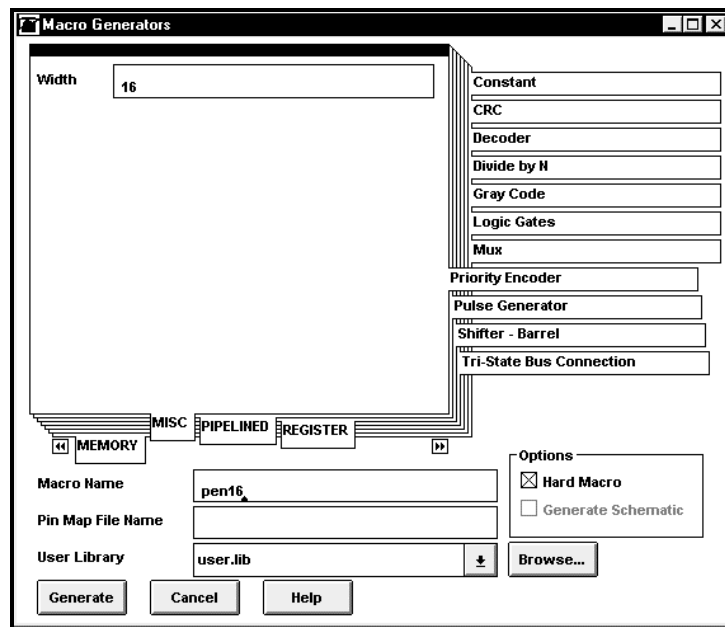 Macro Generators
Width 16
Constant
CRC
Decoder
Divide by N
Gray Code
Logic Gates
Mux
Priority Encoder
Pulse Generator
Shifter - Barrel
Tri-State Bus Connection
MEMORY MISC PIPELINED REGISTER
Macro Name pen16
Pin Map File Name
User Library user.lib
Options
Hard Macro
Generate Schematic
Browse...
Generate Cancel Help